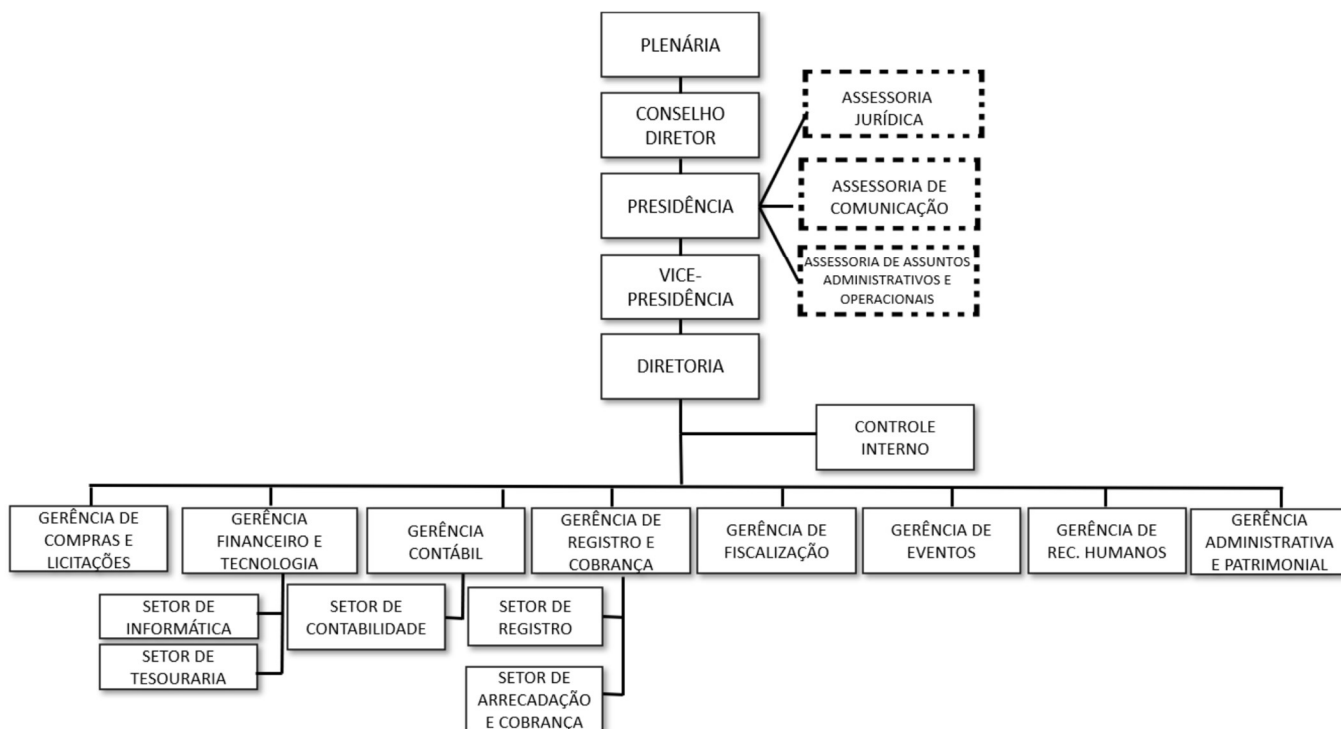 PLENÁRIA
CONSELHO
DIRETOR
PRESIDÊNCIA
VICE-
PRESIDÊNCIA
DIRETORIA
ASSESSORIA
JURÍDICA
ASSESSORIA DE
COMUNICAÇÃO
ASSESSORIA DE ASSUNTOS
ADMINISTRATIVOS E
OPERACIONAIS
CONTROLE
INTERNO
GERÊNCIA DE
COMPRAS E
LICITAÇÕES
GERÊNCIA
FINANCEIRO E
TECNOLOGIA
GERÊNCIA
CONTÁBIL
GERÊNCIA DE
REGISTRO E
COBRANÇA
GERÊNCIA DE
FISCALIZAÇÃO
GERÊNCIA DE
EVENTOS
GERÊNCIA DE
REC. HUMANOS
GERÊNCIA
ADMINISTRATIVA
E PATRIMONIAL
SETOR DE
INFORMÁTICA
SETOR DE
TESOURARIA
SETOR DE
CONTABILIDADE
SETOR DE
REGISTRO
SETOR DE
ARRECADAÇÃO
E COBRANÇA